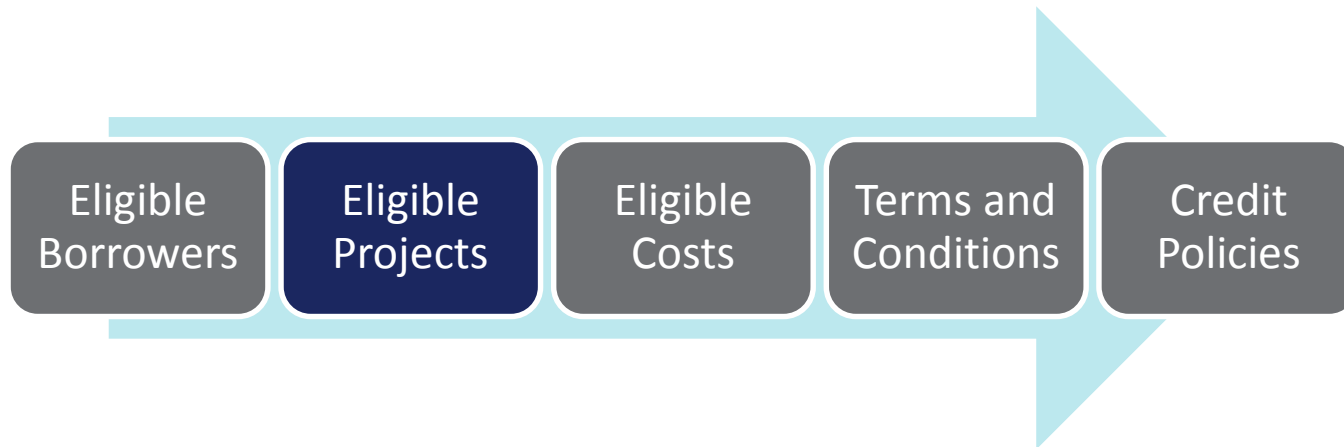 Eligible
Borrowers
Eligible
Projects
Eligible
Costs
Terms and
Conditions
Credit
Policies